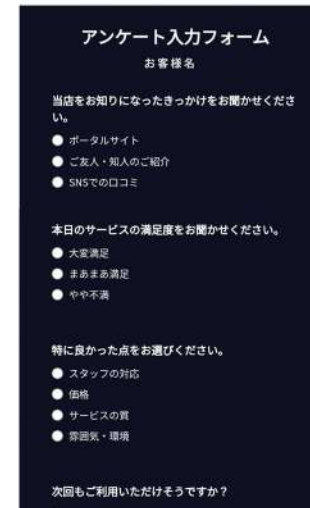 アンケート入力フォーム
お客様名
当店をお知りになったきっかけをお聞かせくださ
い。
ポータルサイト
ご友人・知人のご紹介
SNSでの口コミ
本日のサービスの満足度をお聞かせください。
大変満足
まあまあ満足
やや不満
特に良かった点をお選びください。
スタッフの対応
価格
サービスの質
雰囲気・環境
次回もご利用いただけそうですか？